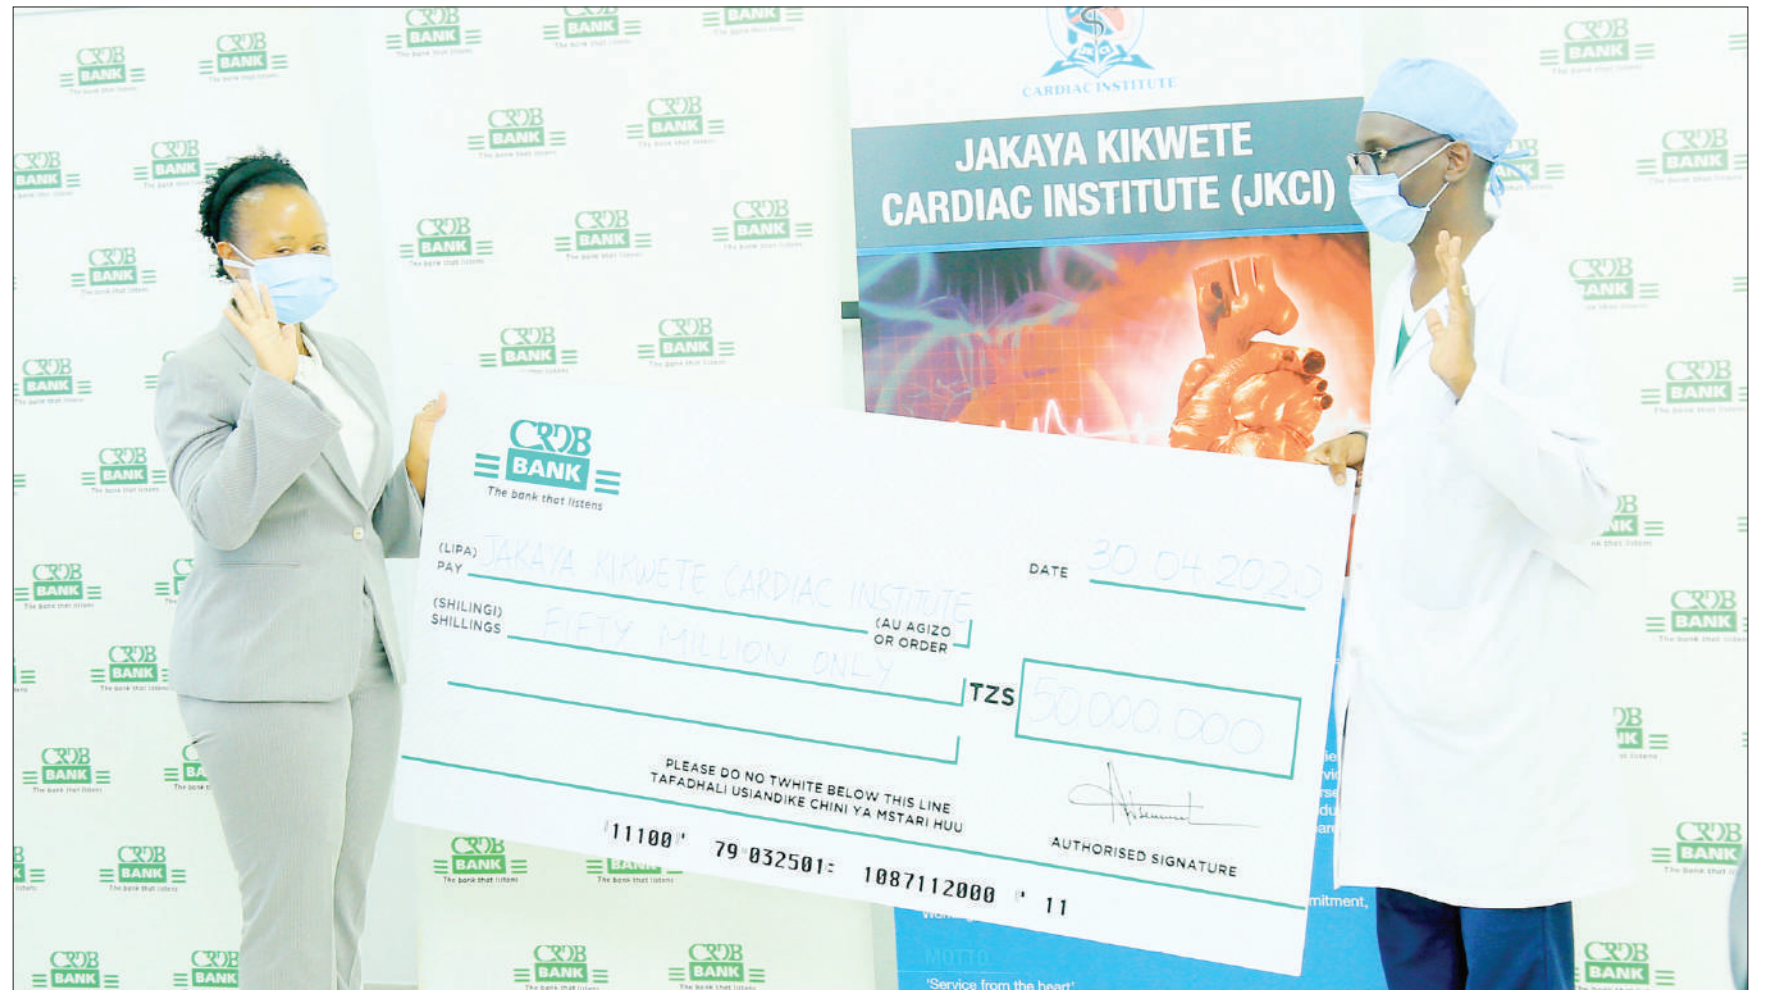 CARDIAC INSTITUTE
JAKAYA KIKWETE
CARDIAC INSTITUTE (JKCI)
CRDB
BANK
The bank that listens
(LIPA)
PAY JAKAYA KIKWETE CARDIAC INSTITUTE
(AU AGIZO
OR ORDER
DATE 30.04.2020
(SHILINGI)
SHILLINGS FIFTY MILLION ONLY
TZS 50.000.000
PLEASE DO NO TWHITE BELOW THIS LINE
TAFADHALI USIANDIKE CHINI YA MSTARI HUU
AUTHORISED SIGNATURE
11100 79 032501 1087112000 11
mitment,
MOTTO
'Service from the heart'